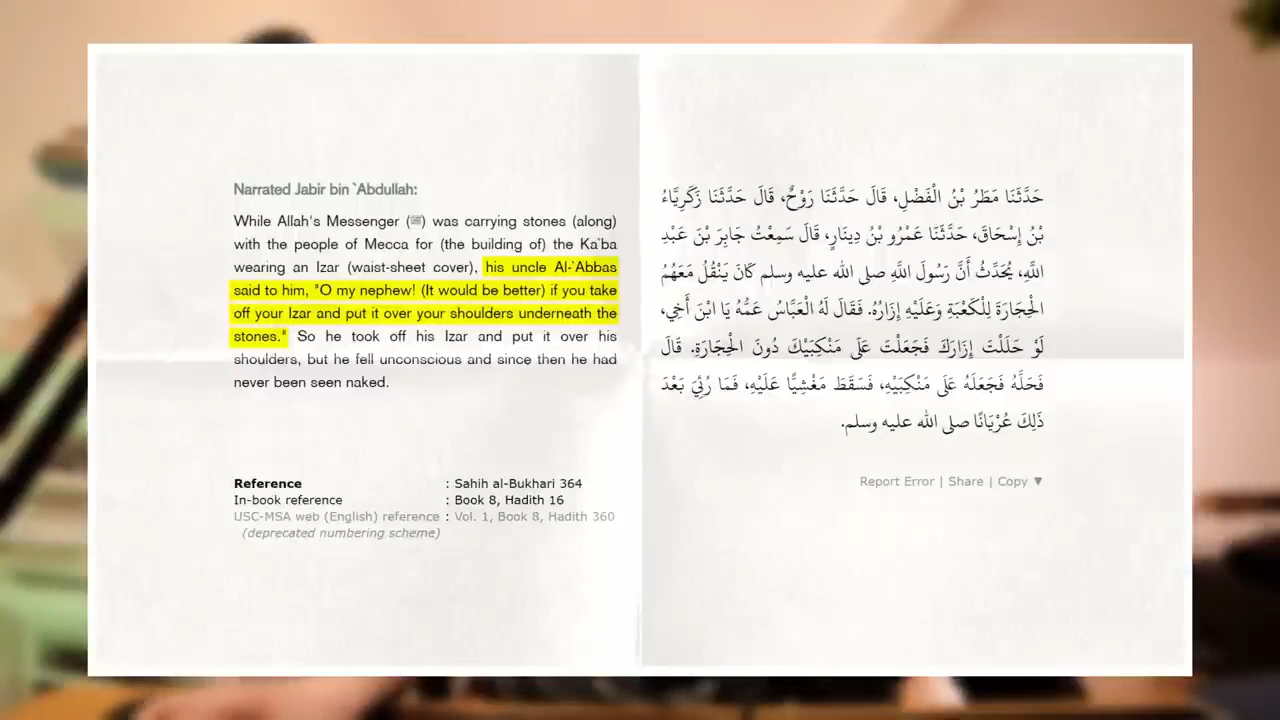 Narrated Jabir bin `Abdullah:
While Allah's Messenger (ﷺ) was carrying stones (along)
with the people of Mecca for (the building of) the Ka`ba
wearing an Izar (waist-sheet cover), his uncle Al-`Abbas
said to him, "O my nephew! (It would be better) if you take
off your Izar and put it over your shoulders underneath the
stones." So he took off his Izar and put it over his
shoulders, but he fell unconscious and since then he had
never been seen naked.
حَدَّثَنَا مَطَرُ بْنُ الْفَضْلِ، قَالَ حَدَّثَنَا رَوْحٌ، قَالَ حَدَّثَنَا زَكَرِيَّاءُ
بْنُ إِسْحَاقَ، حَدَّثَنَا عَمْرُو بْنُ دِينَارٍ، قَالَ سَمِعْتُ جَابِرَ بْنَ عَبْدِ
اللَّهِ، يُحَدِّثُ أَنَّ رَسُولَ اللَّهِ صلى الله عليه وسلم كَانَ يَنْقُلُ مَعَهُمُ
الْحِجَارَةَ لِلْكَعْبَةِ وَعَلَيْهِ إِزَارُهُ. فَقَالَ لَهُ الْعَبَّاسُ عَمُّهُ يَا ابْنَ أَخِي،
لَوْ حَلَلْتَ إِزَارَكَ فَجَعَلْتَ عَلَى مَنْكِبَيْكَ دُونَ الْحِجَارَةِ. قَالَ
فَحَلَّهُ فَجَعَلَهُ عَلَى مَنْكِبَيْهِ، فَسَقَطَ مَغْشِيًّا عَلَيْهِ، فَمَا رُئِيَ بَعْدَ
ذَلِكَ عُرْيَانًا صلى الله عليه وسلم.
Reference : Sahih al-Bukhari 364
In-book reference : Book 8, Hadith 16
USC-MSA web (English) reference : Vol. 1, Book 8, Hadith 360
(deprecated numbering scheme)
Report Error | Share | Copy ▼